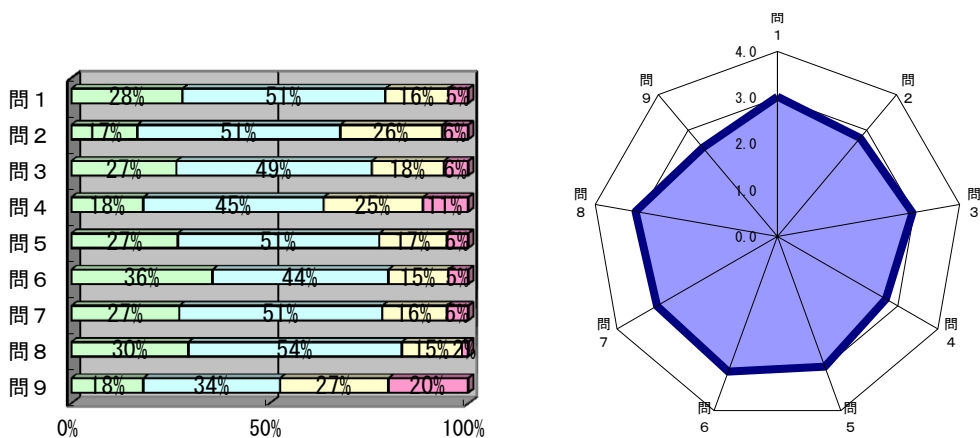 問１ 28% 51% 16% 5%
問２ 17% 51% 26% 6%
問３ 27% 49% 18% 6%
問４ 18% 45% 25% 11%
問５ 27% 51% 17% 5%
問６ 36% 44% 15% 5%
問７ 27% 51% 16% 5%
問８ 30% 54% 15% 2%
問９ 18% 34% 27% 20%
0% 50% 100%
問
1
問
2
問
3
問
4
問
5
問
6
問
7
問
8
問
9
4.0
3.0
2.0
1.0
0.0